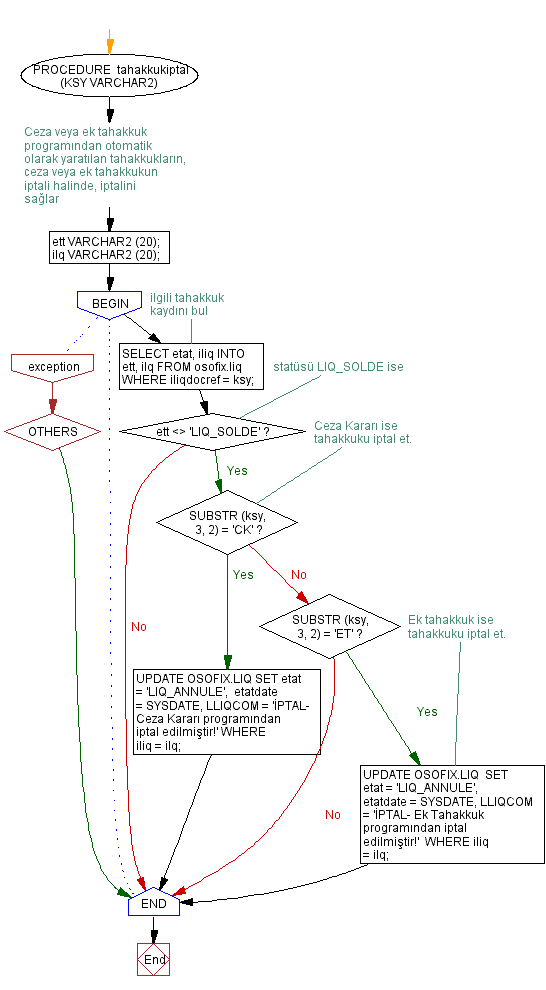 PROCEDURE tahakkukiptal
(KSY VARCHAR2)
Ceza veya ek tahakkuk
programından otomatik
olarak yaratılan tahakkukların,
ceza veya ek tahakkukun
iptali halinde, iptalini
sağlar
ett VARCHAR2 (20);
ilq VARCHAR2 (20);
BEGIN
ilgili tahakkuk
kaydını bul
exception
SELECT etat, iliq INTO
ett, ilq FROM osofix.liq
WHERE iliqdocref = ksy;
statüsü LIQ_SOLDE ise
OTHERS
ett <> 'LIQ_SOLDE' ?
Ceza Kararı ise
tahakkuku iptal et.
Yes
SUBSTR (ksy,
3, 2) = 'CK' ?
Yes
No
No
SUBSTR (ksy,
3, 2) = 'ET' ?
Ek tahakkuk ise
tahakkuku iptal et.
UPDATE OSOFIX.LIQ SET etat
= 'LIQ_ANNULE', etatdate
= SYSDATE, LLIQCOM = 'İPTAL-
Ceza Kararı programından
iptal edilmiştir!' WHERE
iliq = ilq;
Yes
No
UPDATE OSOFIX.LIQ SET
etat = 'LIQ_ANNULE',
etatdate = SYSDATE, LLIQCOM
= 'İPTAL- Ek Tahakkuk
programından iptal
edilmiştir!' WHERE iliq
= ilq;
END
End